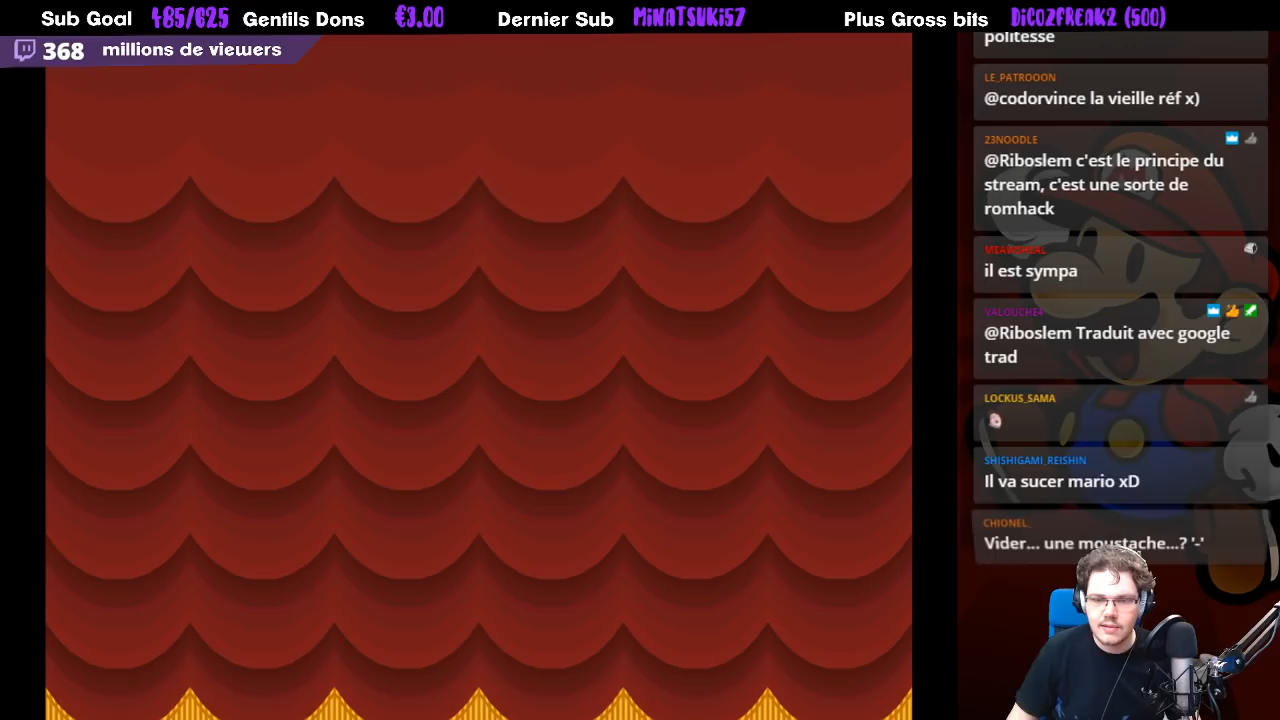 Sub Goal 485/625 Gentils Dons €3.00 Dernier Sub MiNATSUKi57 Plus Gross bits DiCO2FREAK2 (500)
368 millions de viewers
politesse
LE_PATROOON
@codorvince la vieille réf x)
23NOODLE
@Riboslem c'est le principe du
stream, c'est une sorte de
romhack
il est sympa
VALOUCHE4
@Riboslem Traduit avec google
trad
LOCKUS_SAMA
SHISHIGAMI_REISHIN
Il va sucer mario xD
CHIONEL_
Vider... une moustache...? '-'